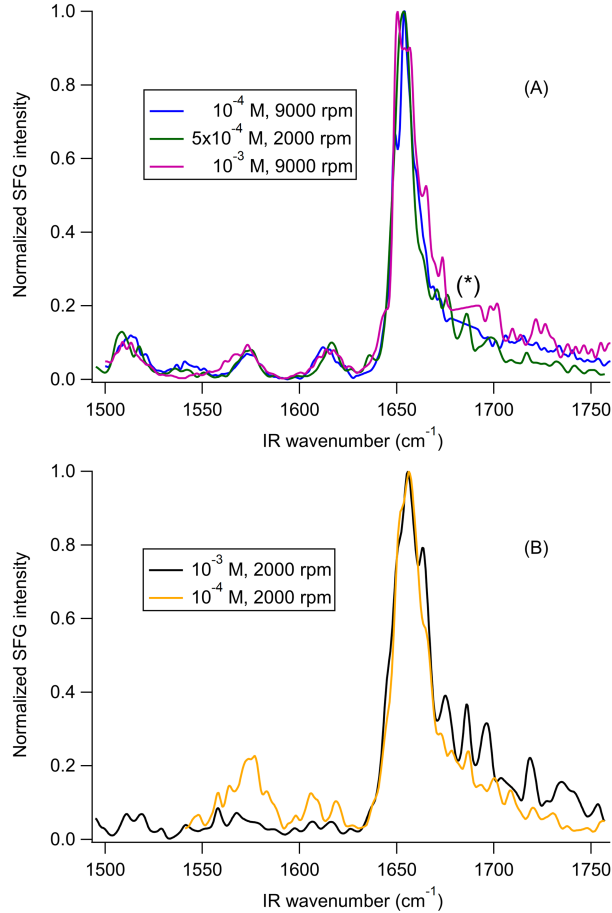 1.0
0.8
0.6
0.4
0.2
0.0
Normalized SFG intensity
(A)
10⁻⁴ M, 9000 rpm
5x10⁻⁴ M, 2000 rpm
10⁻³ M, 9000 rpm
(*)
1500 1550 1600 1650 1700 1750
IR wavenumber (cm⁻¹)
1.0
0.8
0.6
0.4
0.2
0.0
Normalized SFG intensity
(B)
10⁻³ M, 2000 rpm
10⁻⁴ M, 2000 rpm
1500 1550 1600 1650 1700 1750
IR wavenumber (cm⁻¹)